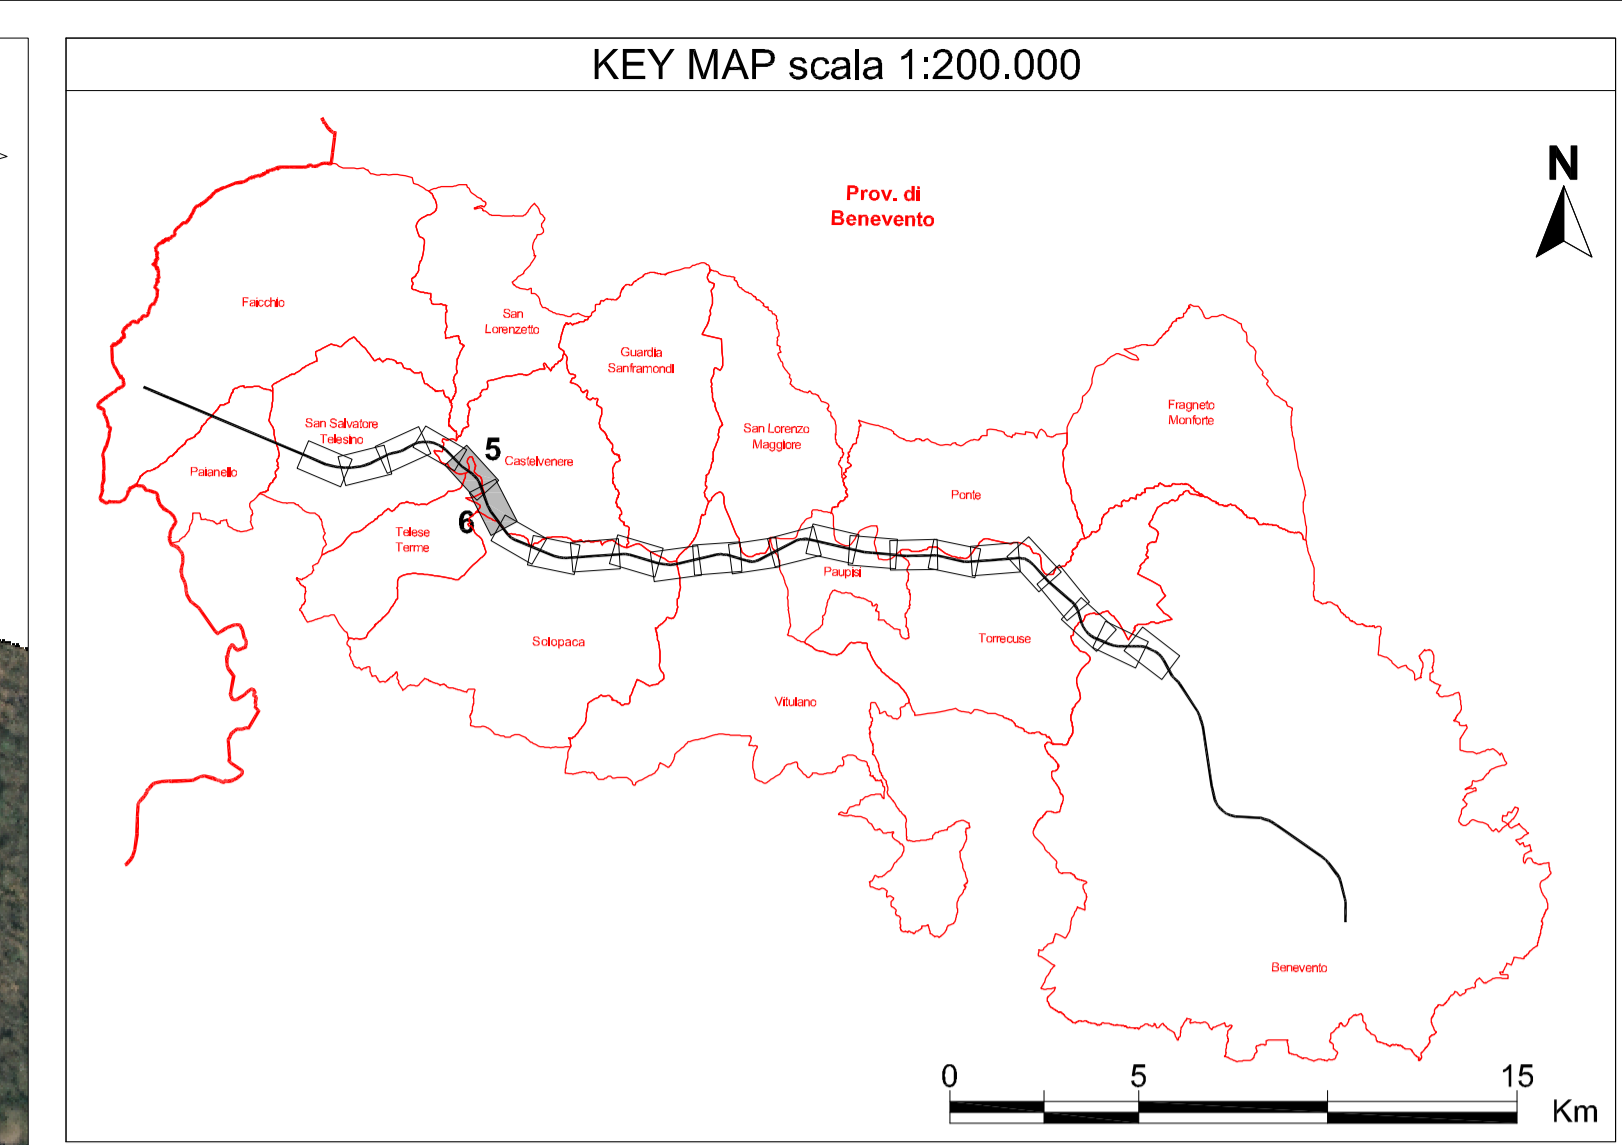 KEY MAP scala 1:200.000
N
Prov. di
Benevento
Faicchio
San
Lorenzetto
Guardia
Sanframondi
San Salvatore
Telesino
San Lorenzo
Maggiore
Fragneto
Monforte
5
Castelvenere
Paianello
Ponte
6
Telese
Terme
Paupisi
Solopaca
Torrecuse
Vitulano
Benevento
0 5 15
Km